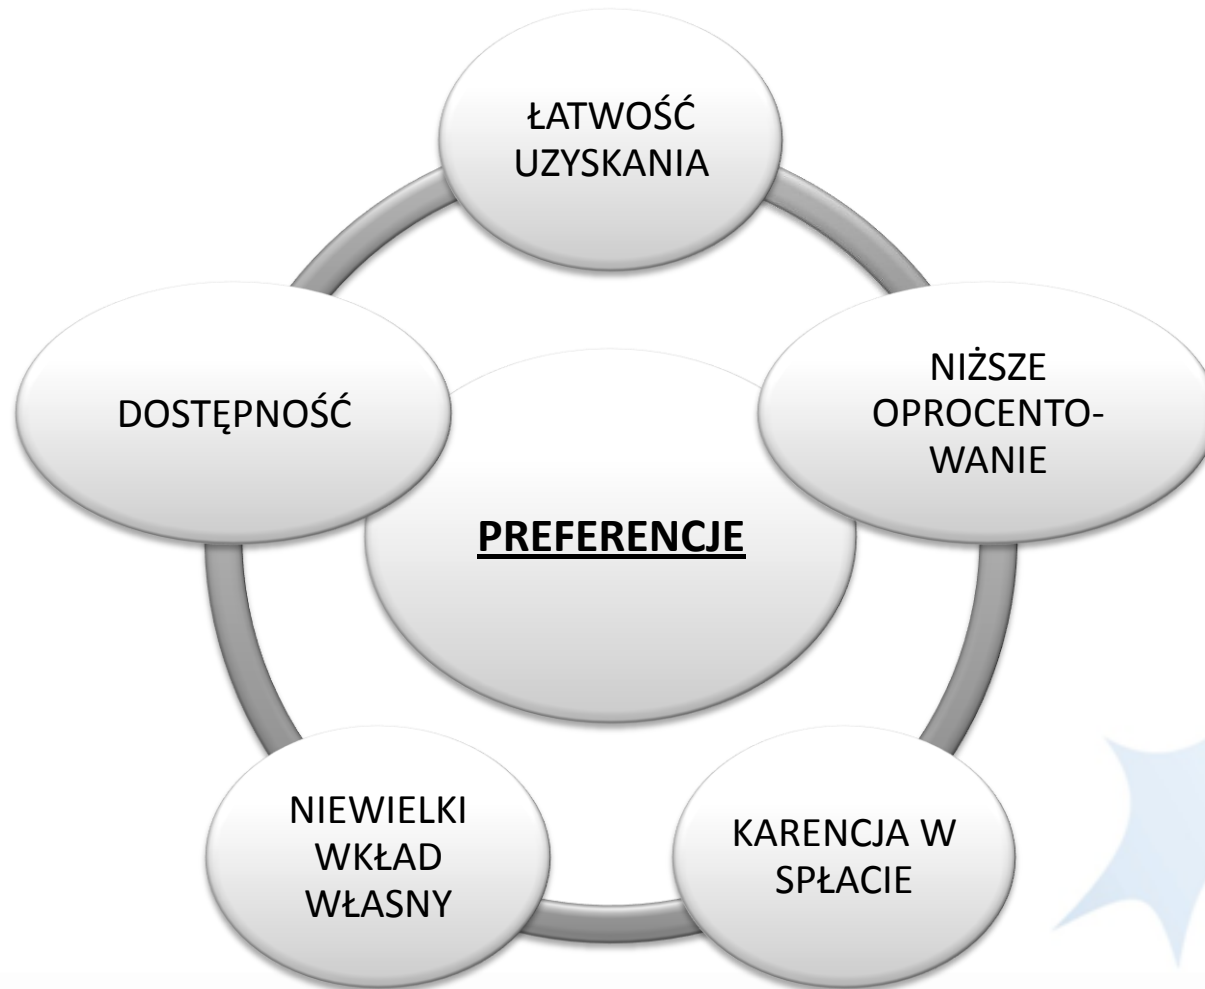 ŁATWOŚĆ
UZYSKANIA
NIŻSZE
OPROCENTO-
WANIE
KARENCJA W
SPŁACIE
NIEWIELKI
WKŁAD
WŁASNY
DOSTĘPNOŚĆ
PREFERENCJE